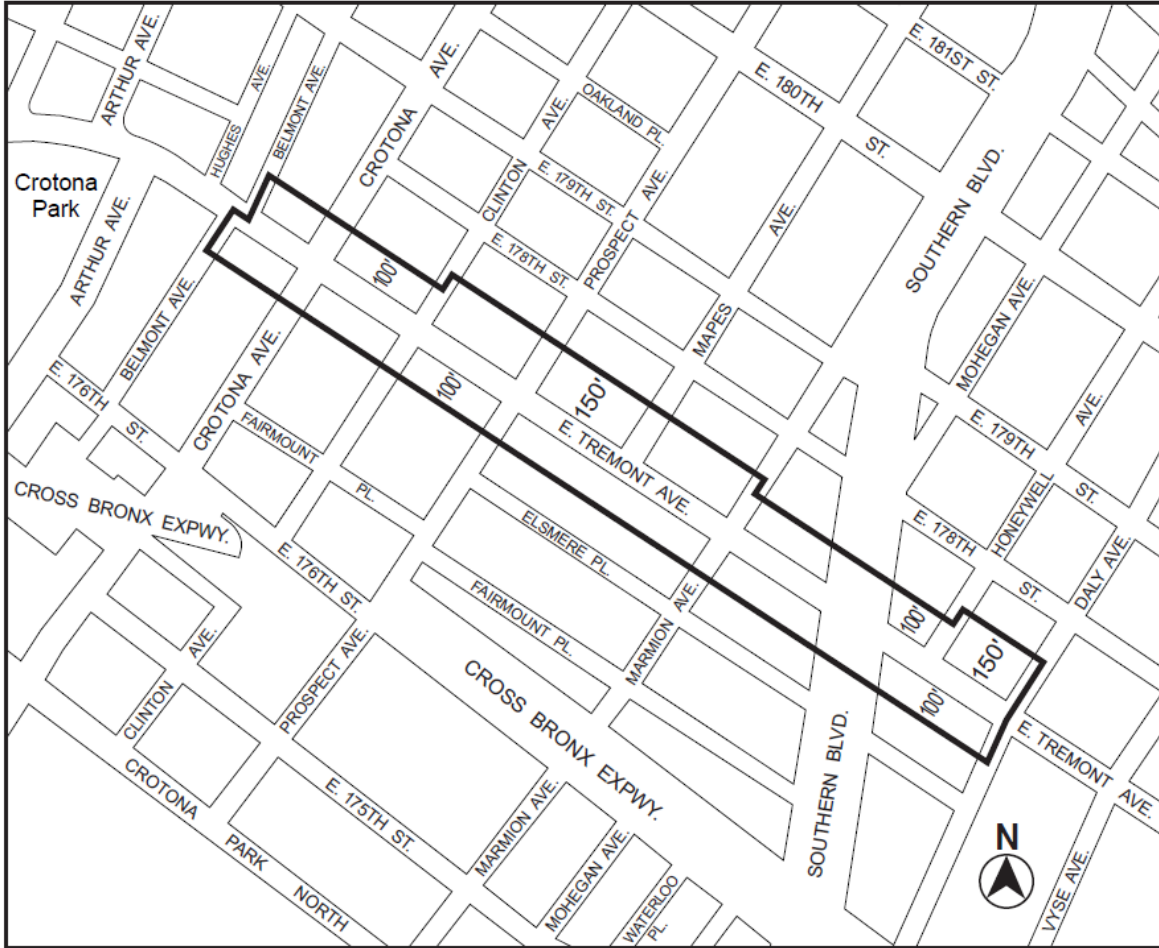 ARTHUR AVE.
HUGHES AVE.
BELMONT AVE.
CROTONA AVE.
OAKLAND PL.
E. 180TH ST.
E. 181ST ST.
Crotona
Park
ARTHUR AVE.
CLINTON AVE.
E. 179TH ST.
E. 178TH ST.
PROSPECT AVE.
MAPES AVE.
SOUTHERN BLVD.
MOHEGAN AVE.
BELMONT AVE.
100'
CROTONA AVE.
E. 176TH ST.
100'
150'
E. TREMONT AVE.
E. 179TH ST.
HONEYWELL AVE.
DALY AVE.
E. 178TH ST.
FAIRMOUNT PL.
CROSS BRONX EXPWY.
E. 176TH ST.
ELSMERE PL.
FAIRMOUNT PL.
MARMION AVE.
100'
150'
100'
E. TREMONT AVE.
CLINTON AVE.
PROSPECT AVE.
CROSS BRONX EXPWY.
SOUTHERN BLVD.
CROTONA PARK NORTH
E. 175TH ST.
MARMION AVE.
MOHEGAN AVE.
WATERLOO
PL.
N
VYSE AVE.